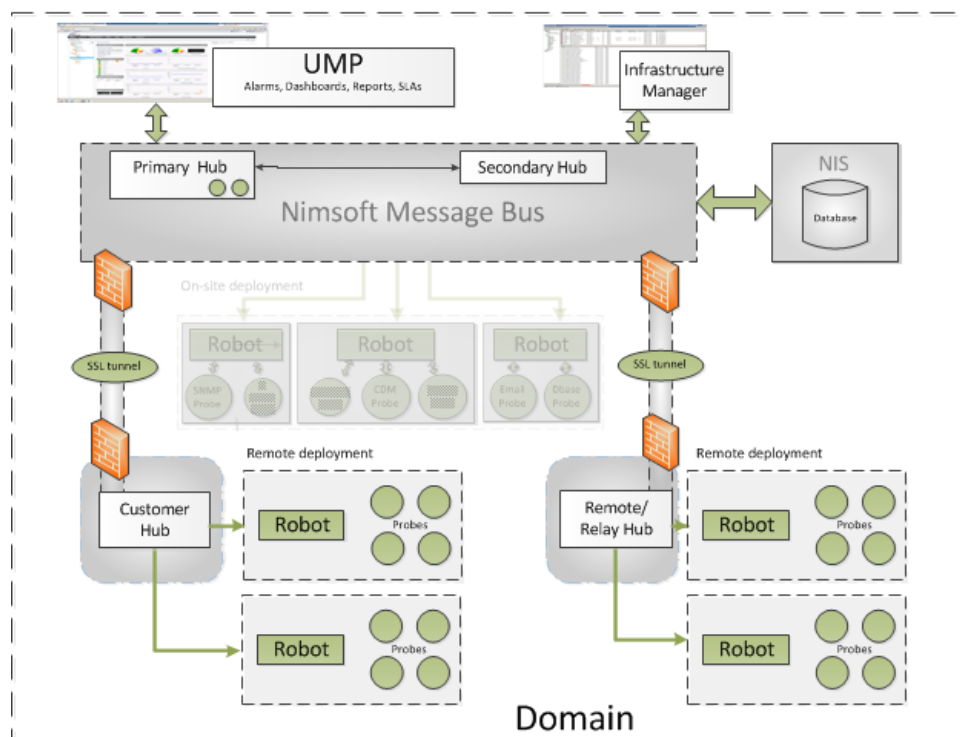 UMP
Alarms, Dashboards, Reports, SLAs
Infrastructure
Manager
Primary Hub
Secondary Hub
Nimsoft Message Bus
NIS
Database
On-site deployment
Robot
Robot
Robot
SNMP
Probe
CDM
Probe
Email
Probe
Dbase
Probe
SSL tunnel
SSL tunnel
Remote deployment
Remote deployment
Customer
Hub
Robot
Probes
Remote/
Relay Hub
Robot
Probes
Robot
Probes
Robot
Probes
Domain